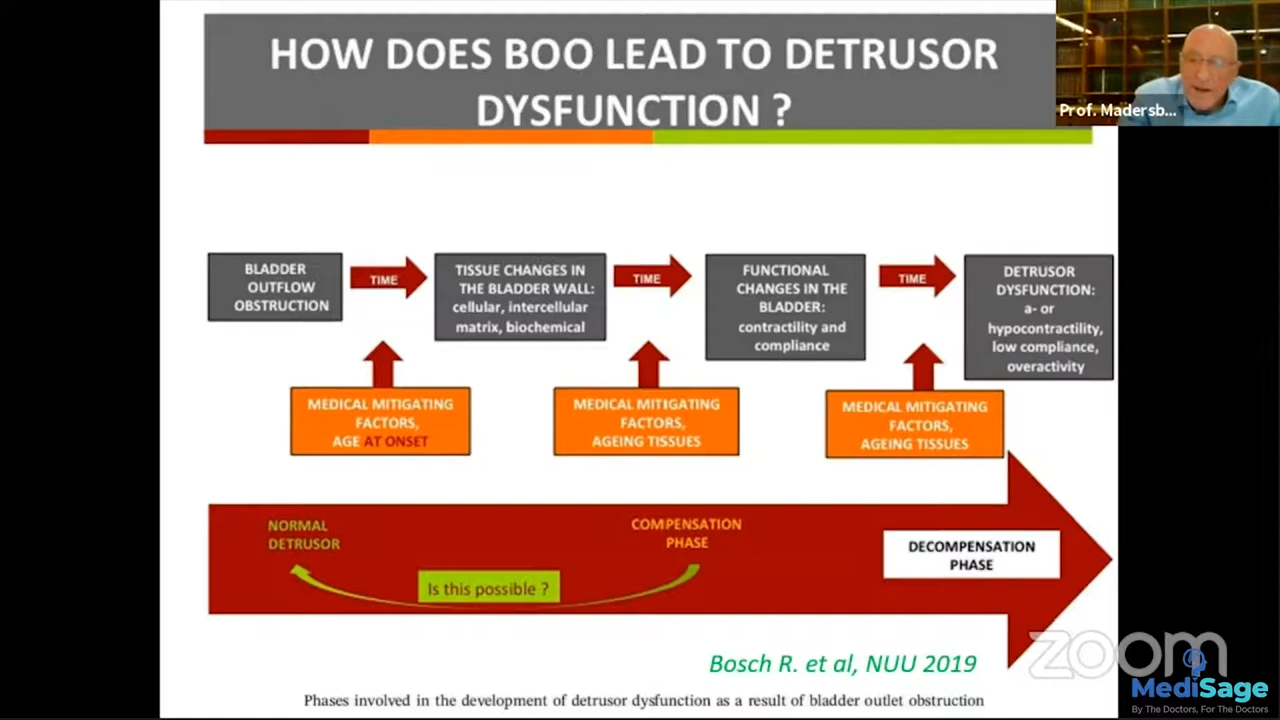 HOW DOES BOO LEAD TO DETRUSOR
DYSFUNCTION ?
Prof. Madersb...
BLADDER
OUTFLOW
OBSTRUCTION
TIME
TISSUE CHANGES IN
THE BLADDER WALL:
cellular, intercellular
matrix, biochemical
TIME
FUNCTIONAL
CHANGES IN THE
BLADDER:
contractility and
compliance
TIME
DETRUSOR
DYSFUNCTION:
a- or
hypocontractility,
low compliance,
overactivity
MEDICAL MITIGATING
FACTORS,
AGE AT ONSET
MEDICAL MITIGATING
FACTORS,
AGEING TISSUES
MEDICAL MITIGATING
FACTORS,
AGEING TISSUES
NORMAL
DETRUSOR
COMPENSATION
PHASE
DECOMPENSATION
PHASE
Is this possible ?
Bosch R. et al, NUU 2019
zoom
MediSage
By The Doctors, For The Doctors
Phases involved in the development of detrusor dysfunction as a result of bladder outlet obstruction